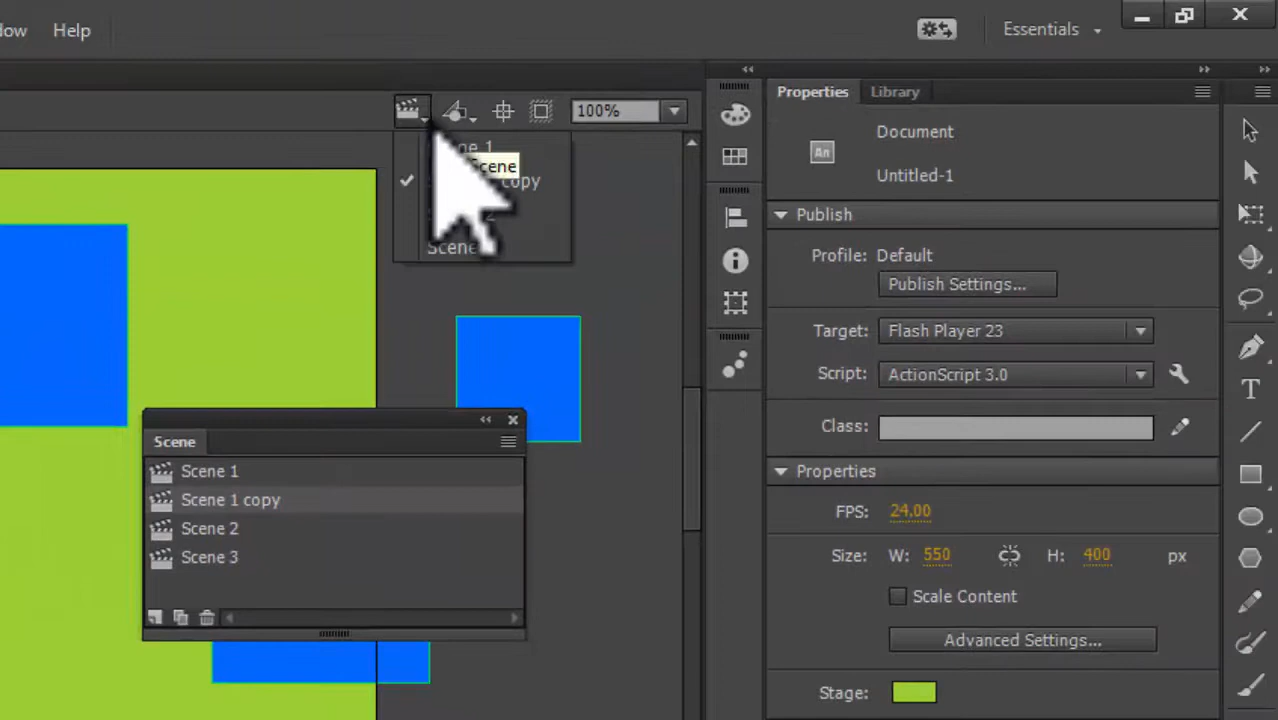 Help
Essentials
100%
Scene
copy
Scene
Properties
Library
An
Document
Untitled-1
Publish
Profile:
Default
Publish Settings...
Target:
Flash Player 23
Script:
ActionScript 3.0
Class:
Properties
FPS:
24.00
Size:
W:
550
H:
400
px
Scale Content
Advanced Settings...
Stage:
Scene
Scene 1
Scene 1 copy
Scene 2
Scene 3